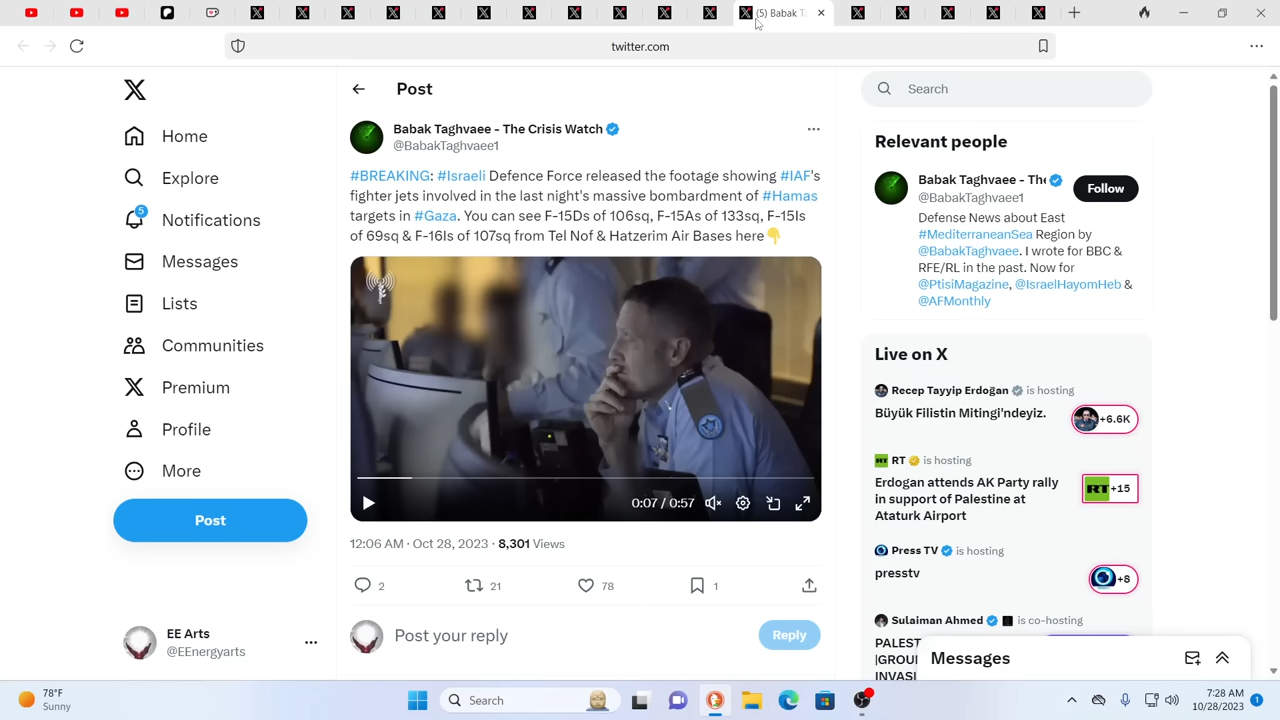 (5) Babak T
twitter.com
Home
Explore
5
Notifications
Messages
Lists
Communities
Premium
Profile
More
Post
EE Arts
@EEnergyarts
Post
Babak Taghvaee - The Crisis Watch
@BabakTaghvaee1
#BREAKING: #Israeli Defence Force released the footage showing #IAF's
fighter jets involved in the last night's massive bombardment of #Hamas
targets in #Gaza. You can see F-15Ds of 106sq, F-15As of 133sq, F-15Is
of 69sq & F-16Is of 107sq from Tel Nof & Hatzerim Air Bases here👇
0:07 / 0:57
12:06 AM · Oct 28, 2023 · 8,301 Views
2
21
78
1
Post your reply
Reply
Search
Relevant people
Babak Taghvaee - The
@BabakTaghvaee1
Follow
Defense News about East
#MediterraneanSea Region by
@BabakTaghvaee. I wrote for BBC &
RFE/RL in the past. Now for
@PtisiMagazine, @IsraelHayomHeb &
@AFMonthly
Live on X
Recep Tayyip Erdoğan is hosting
Büyük Filistin Mitingi'ndeyiz.
+6.6K
RT is hosting
Erdogan attends AK Party rally
in support of Palestine at
Ataturk Airport
RT +15
Press TV is hosting
presstv
+8
Sulaiman Ahmed is co-hosting
PALEST
|GROUI
INVASI
Messages
78°F
Sunny
Search
7:28 AM
10/28/2023
1